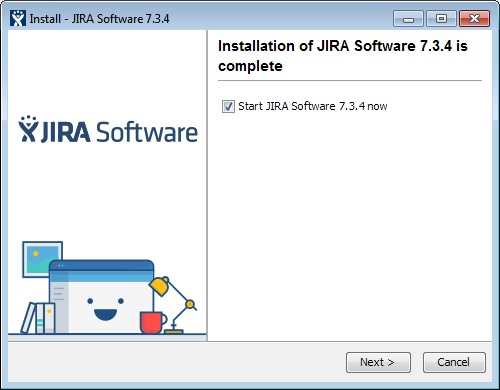 Install - JIRA Software 7.3.4
Installation of JIRA Software 7.3.4 is
complete
Start JIRA Software 7.3.4 now
JIRA Software
Next >
Cancel